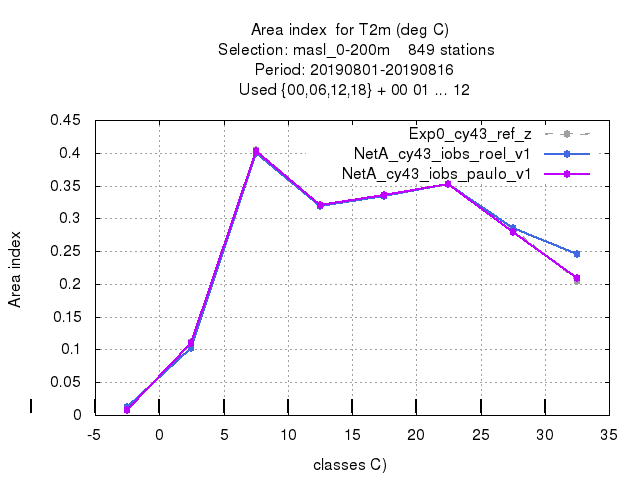 Area index  for T2m (deg C)
Selection: masl_0-200m    849 stations
Period: 20190801-20190816
Used {00,06,12,18} + 00 01 ... 12
Exp0_cy43_ref_z
NetA_cy43_iobs_roel_v1
NetA_cy43_iobs_paulo_v1
0.45
0.4
0.35
0.3
0.25
0.2
0.15
0.1
0.05
0
Area index
-5 0 5 10 15 20 25 30 35
classes C)